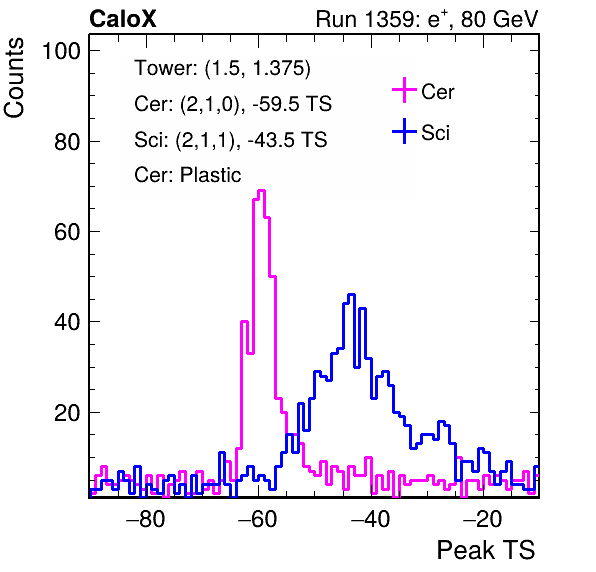 CaloX Run 1359: e+, 80 GeV
Counts
100
80
60
40
20
Tower: (1.5, 1.375)
Cer: (2,1,0), -59.5 TS
Sci: (2,1,1), -43.5 TS
Cer: Plastic
Cer
Sci
−80 −60 −40 −20
Peak TS